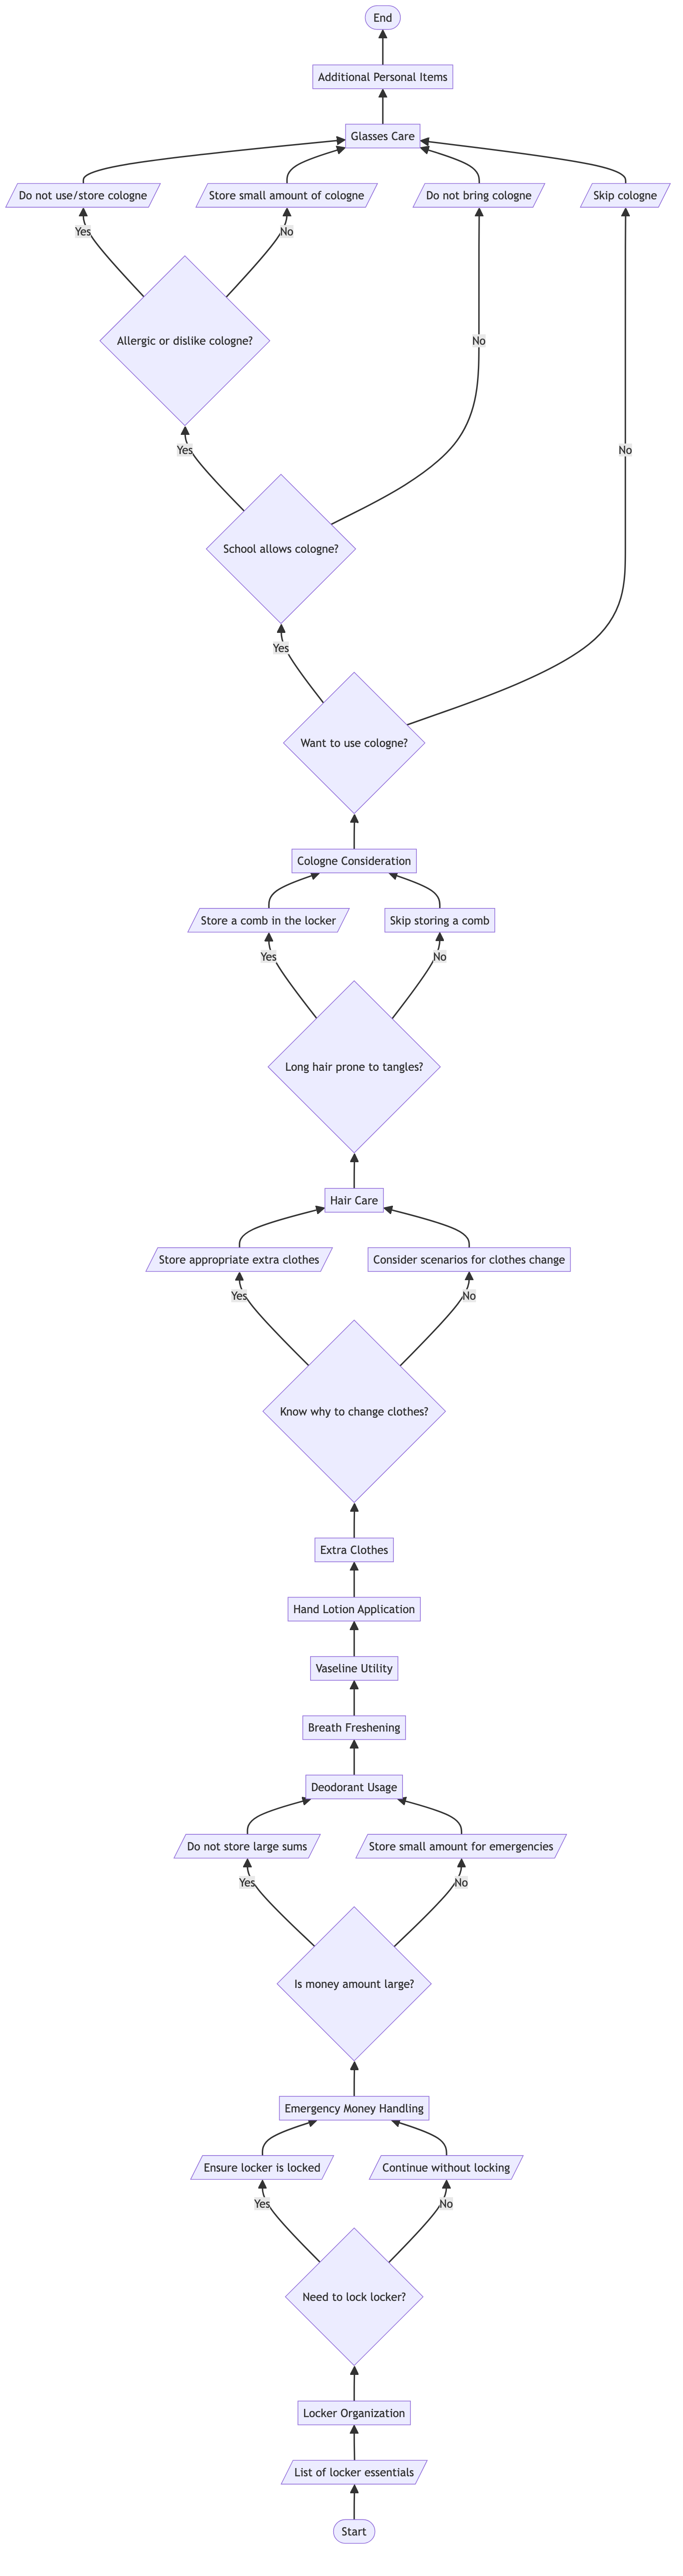 End
Additional Personal Items
Glasses Care
Do not use/store cologne
Store small amount of cologne
Do not bring cologne
Skip cologne
Yes
No
Allergic or dislike cologne?
No
Yes
No
School allows cologne?
Yes
Want to use cologne?
Cologne Consideration
Store a comb in the locker
Skip storing a comb
Yes
No
Long hair prone to tangles?
Hair Care
Store appropriate extra clothes
Consider scenarios for clothes change
Yes
No
Know why to change clothes?
Extra Clothes
Hand Lotion Application
Vaseline Utility
Breath Freshening
Deodorant Usage
Do not store large sums
Store small amount for emergencies
Yes
No
Is money amount large?
Emergency Money Handling
Ensure locker is locked
Continue without locking
Yes
No
Need to lock locker?
Locker Organization
List of locker essentials
Start